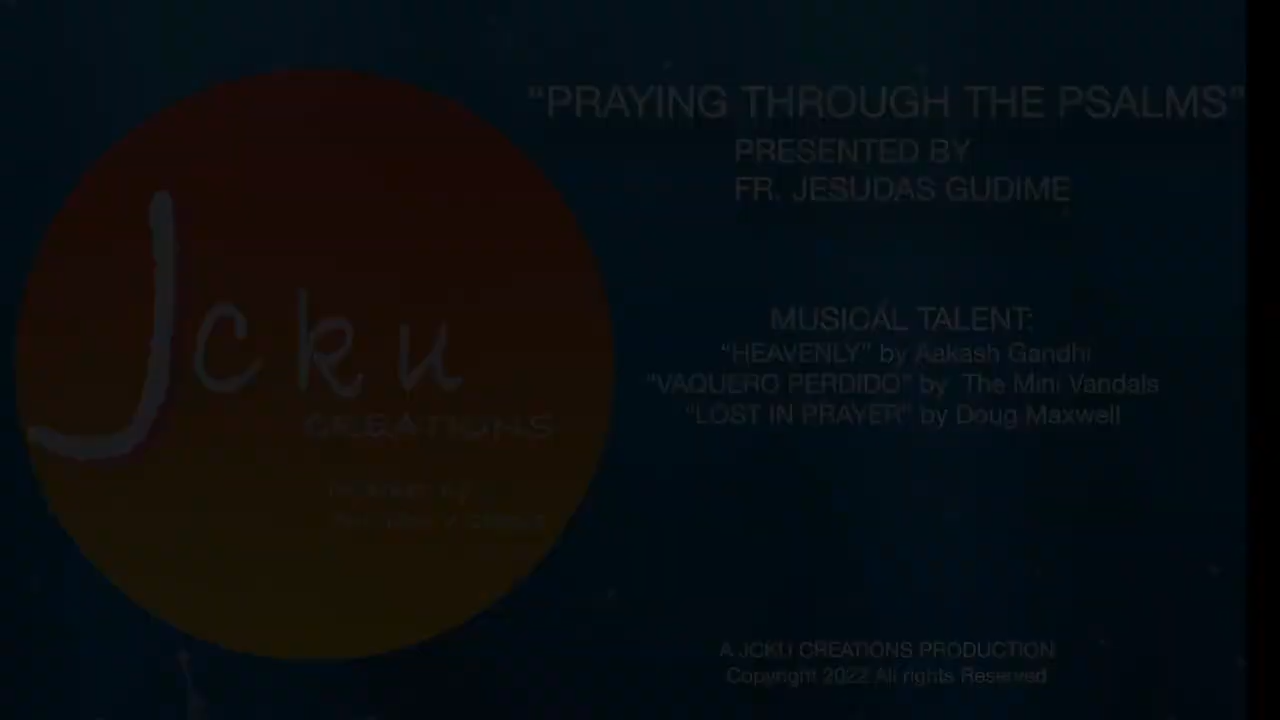 "PRAYING THROUGH THE PSALMS"
PRESENTED BY
FR. JESUDAS GUDIME
Jcku
CREATIONS
MUSICAL TALENT:
"HEAVENLY" by Aakash Gandhi
"VAQUERO PERDIDO" by The Mini Vandals
"LOST IN PRAYER" by Doug Maxwell
A JCKU CREATIONS PRODUCTION
Copyright 2022 All rights Reserved